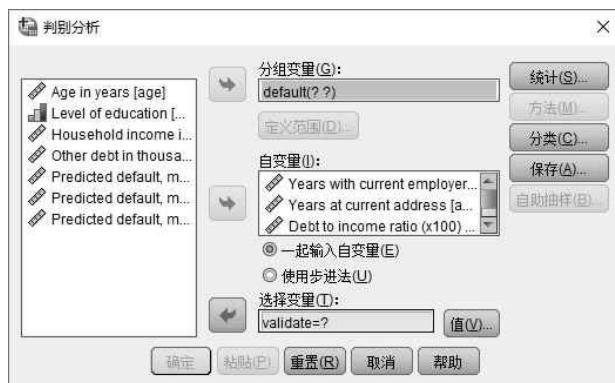 判别分析
Age in years [age]
Level of education [...
Household income i...
Other debt in thousa...
Predicted default, m...
Predicted default, m...
Predicted default, m...
分组变量(G):
default(? ?)
定义范围(D)...
自变量(I):
Years with current employer...
Years at current address [a...
Debt to income ratio (x100) ...
一起输入自变量(E)
使用步进法(U)
选择变量(T):
validate=?
值(V)...
统计(S)...
方法(M)...
分类(C)...
保存(A)...
自助抽样(B)...
确定
粘贴(P)
重置(R)
取消
帮助